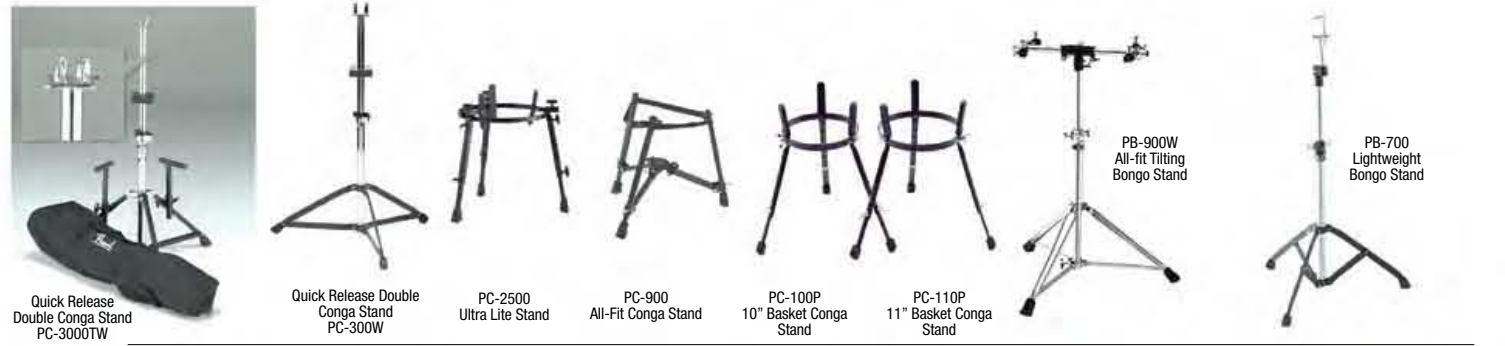 Pearl
Quick Release
Double Conga Stand
PC-3000TW
Quick Release Double
Conga Stand
PC-300W
PC-2500
Ultra Lite Stand
PC-900
All-Fit Conga Stand
PC-100P
10” Basket Conga
Stand
PC-110P
11” Basket Conga
Stand
PB-900W
All-fit Tilting
Bongo Stand
PB-700
Lightweight
Bongo Stand